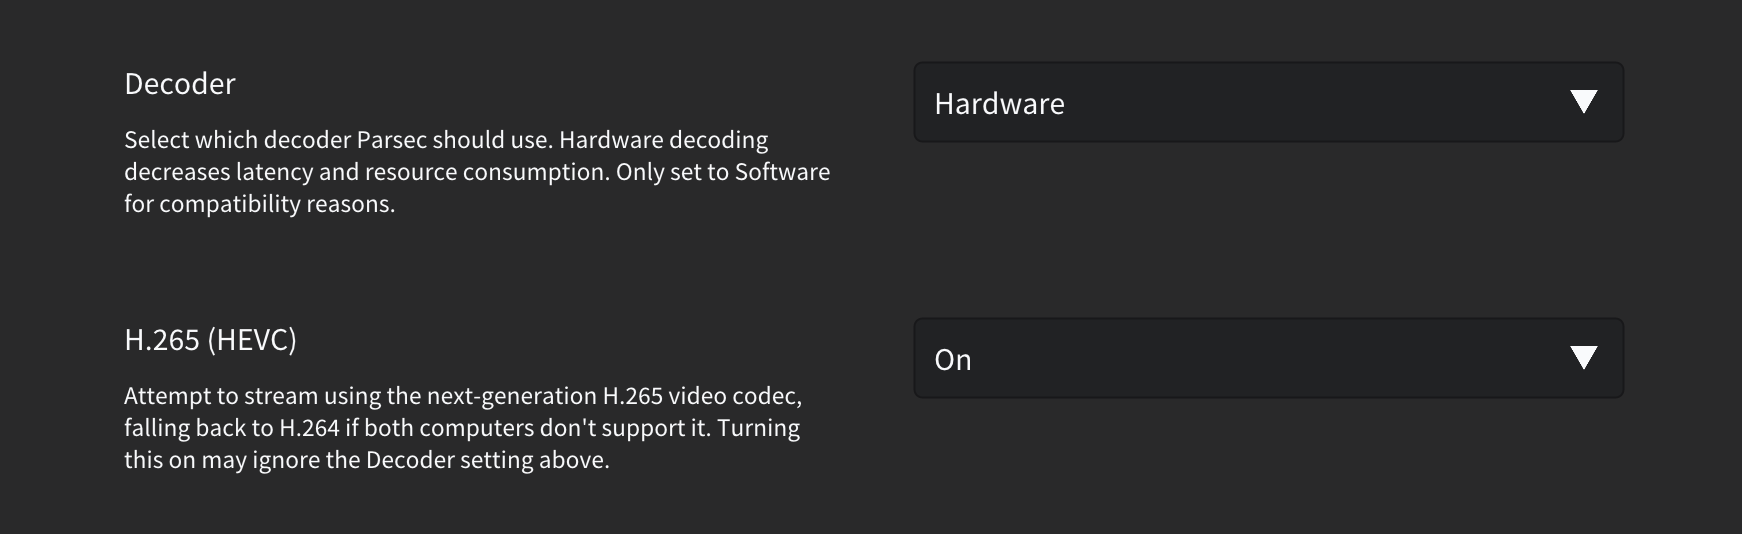 Decoder
Hardware
Select which decoder Parsec should use. Hardware decoding
decreases latency and resource consumption. Only set to Software
for compatibility reasons.
H.265 (HEVC)
On
Attempt to stream using the next-generation H.265 video codec,
falling back to H.264 if both computers don't support it. Turning
this on may ignore the Decoder setting above.